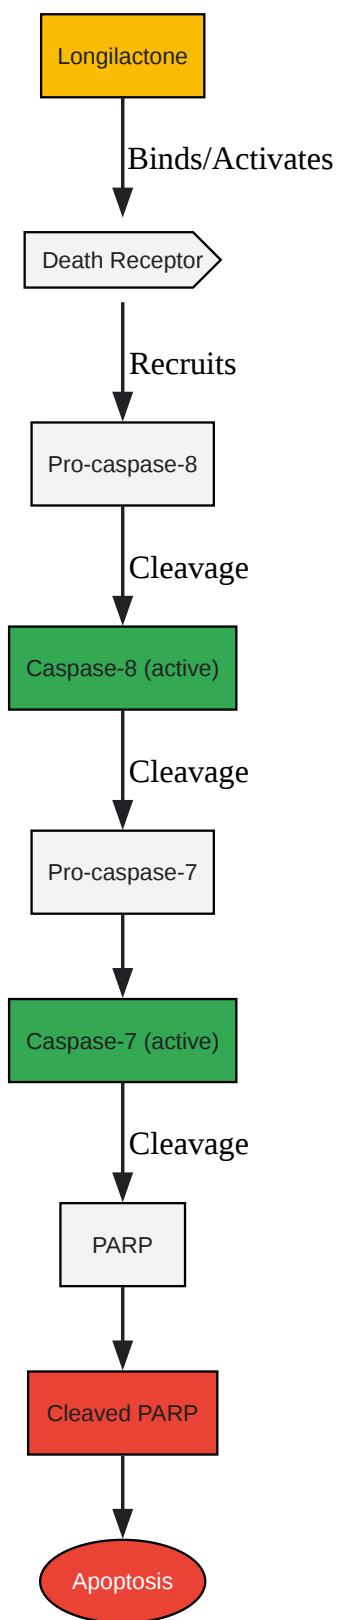 Longilactone
Binds/Activates
Death Receptor
Recruits
Pro-caspase-8
Cleavage
Caspase-8 (active)
Cleavage
Pro-caspase-7
Caspase-7 (active)
Cleavage
PARP
Cleaved PARP
Apoptosis